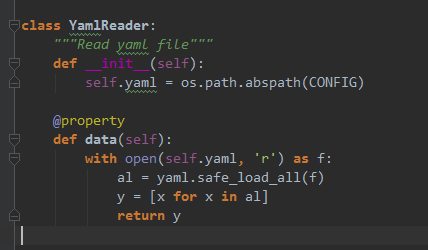 class YamlReader:
    """Read yaml file"""
    def __init__(self):
        self.yaml = os.path.abspath(CONFIG)

    @property
    def data(self):
        with open(self.yaml, 'r') as f:
            al = yaml.safe_load_all(f)
            y = [x for x in al]
            return y